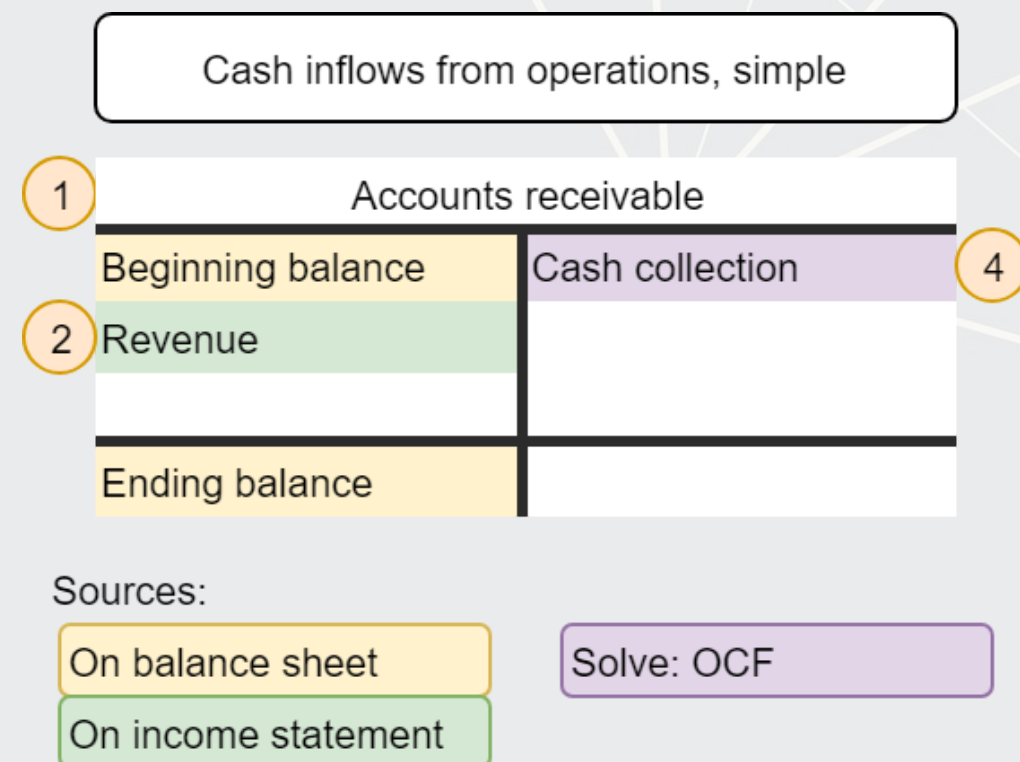 Cash inflows from operations, simple
1
Accounts receivable
Beginning balance
Cash collection
4
2
Revenue
Ending balance
Sources:
On balance sheet
Solve: OCF
On income statement